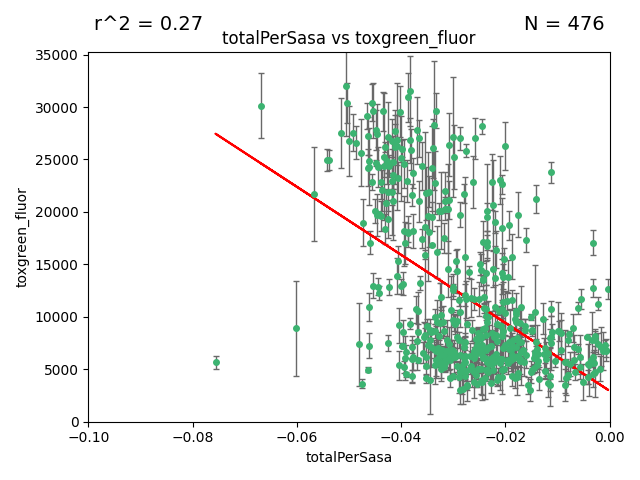 r^2 = 0.27
N = 476
totalPerSasa vs toxgreen_fluor
35000
30000
25000
20000
15000
10000
5000
0
toxgreen_fluor
−0.10
−0.08
−0.06
−0.04
−0.02
0.00
totalPerSasa